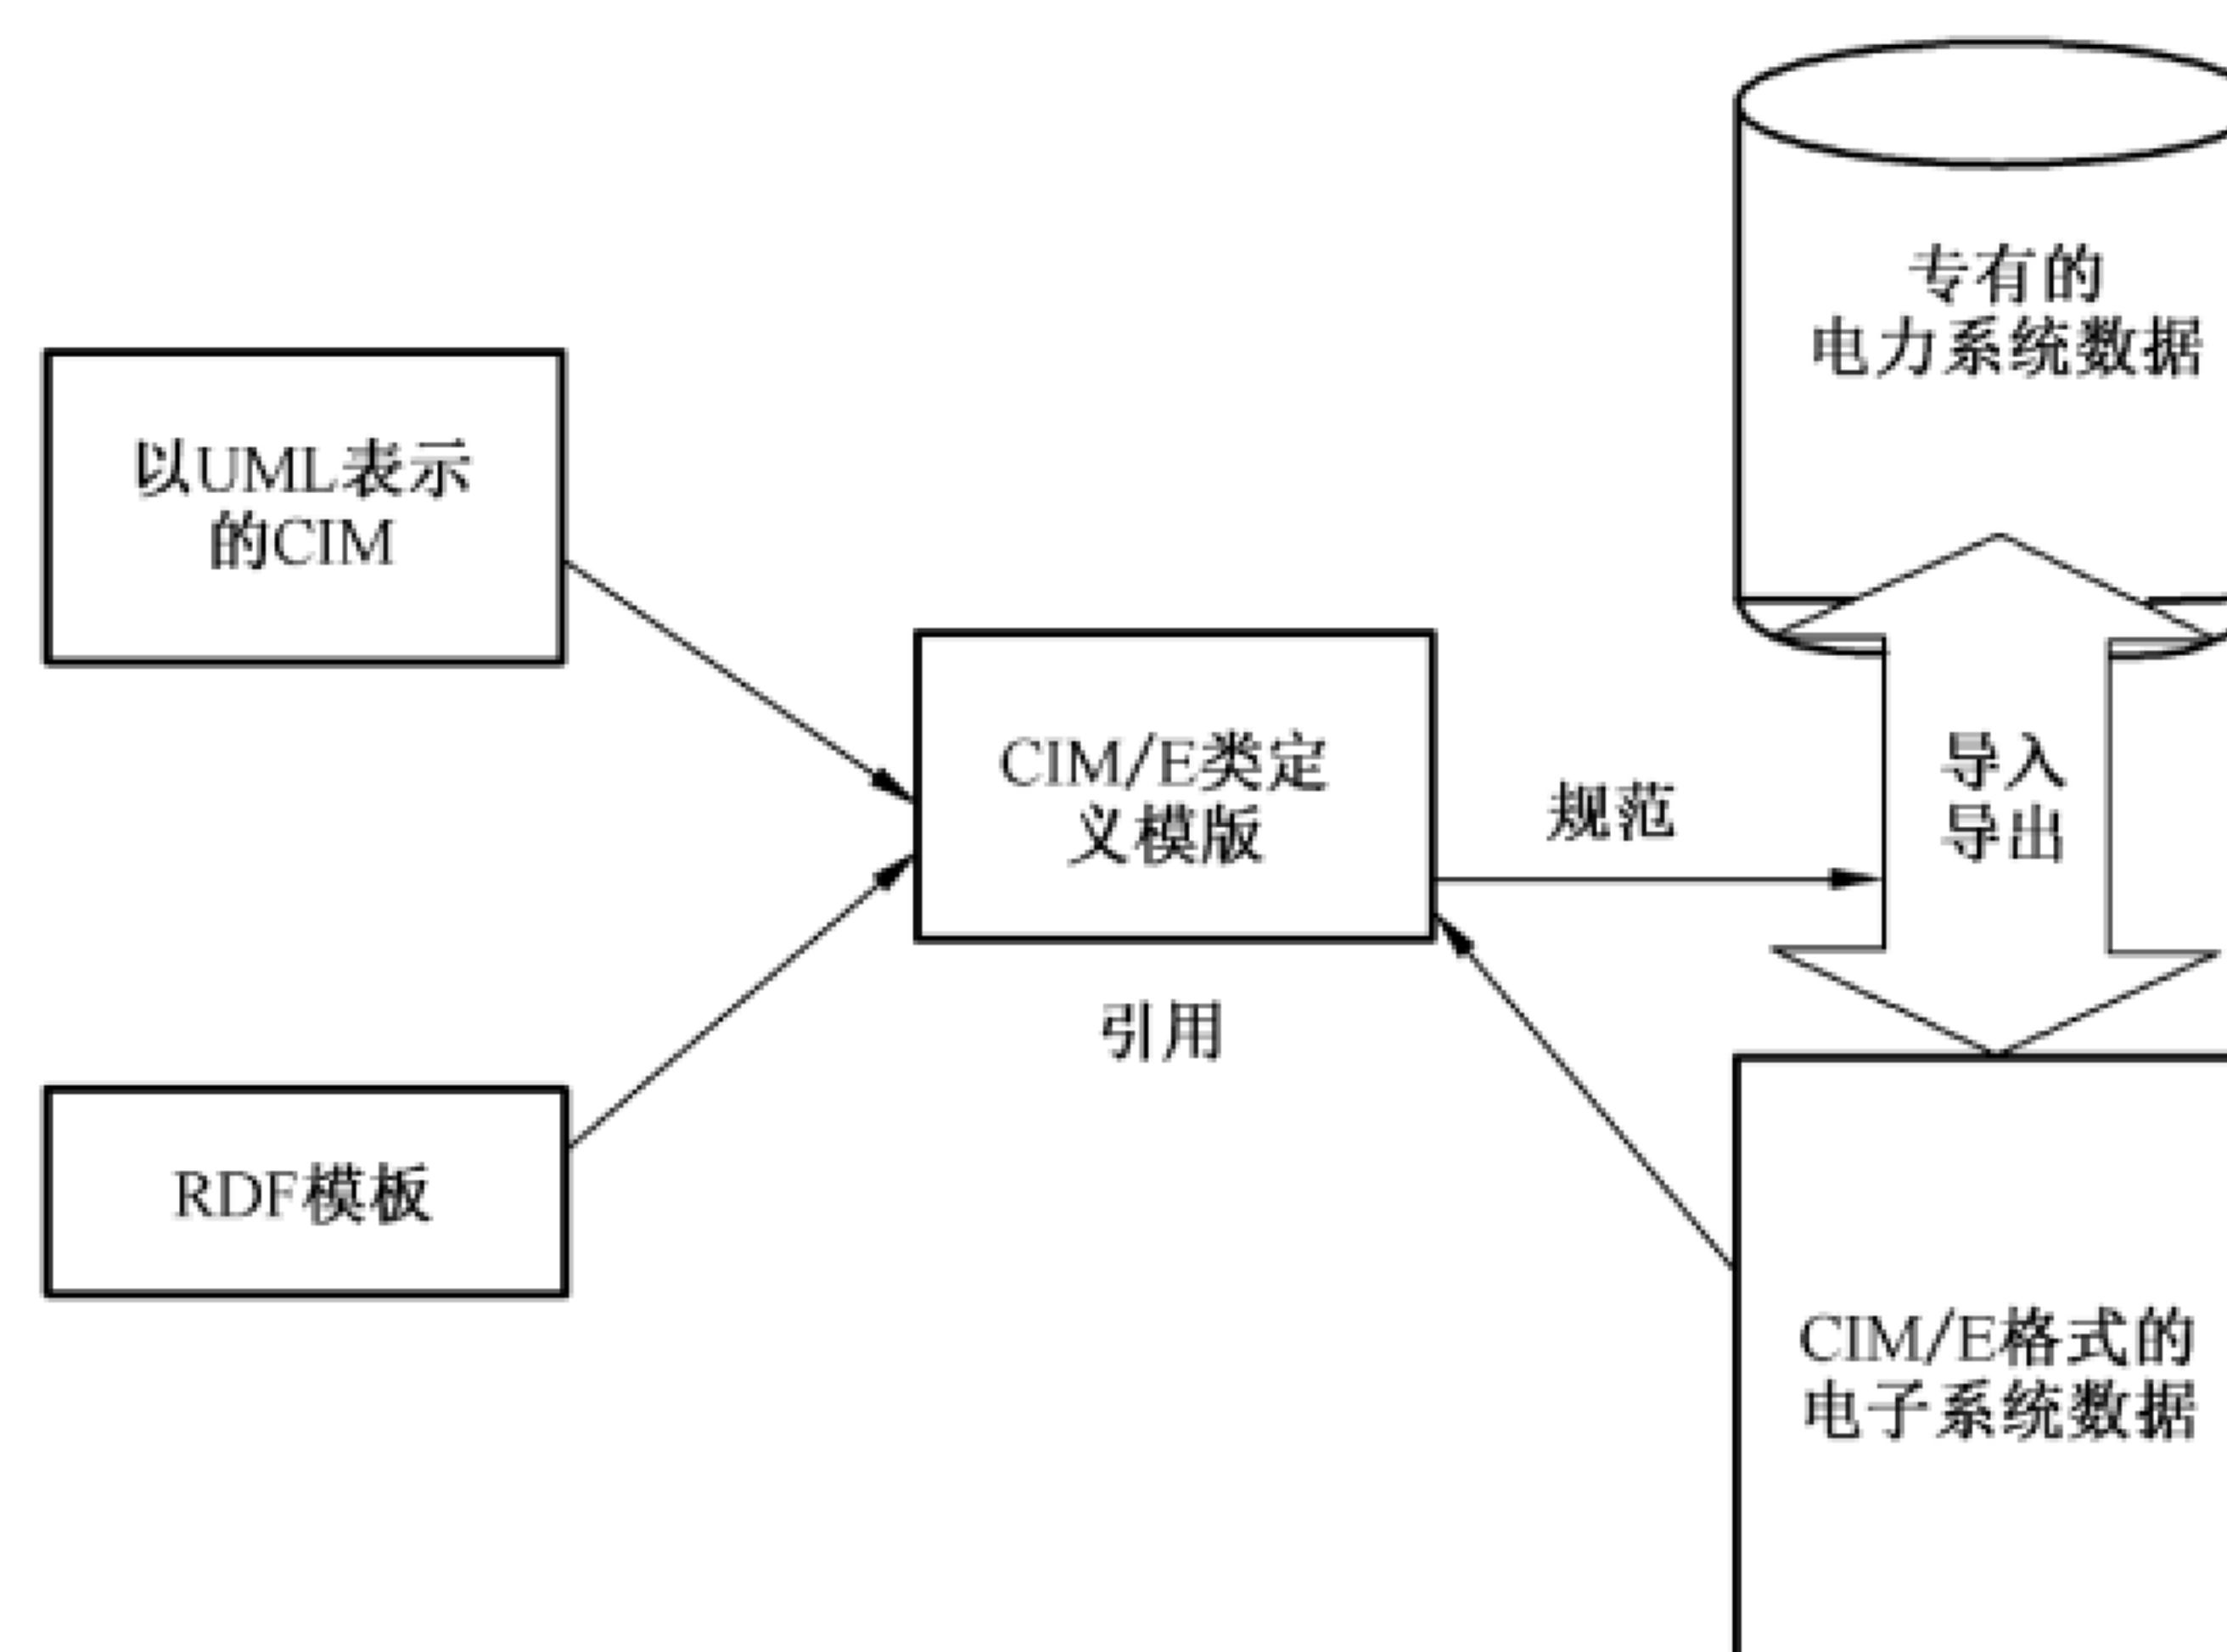 专有的
电力系统数据
以UML表示
的CIM
CIM/E类定
义模版
规范
导入
导出
引用
RDF模板
CIM/E格式的
电子系统数据